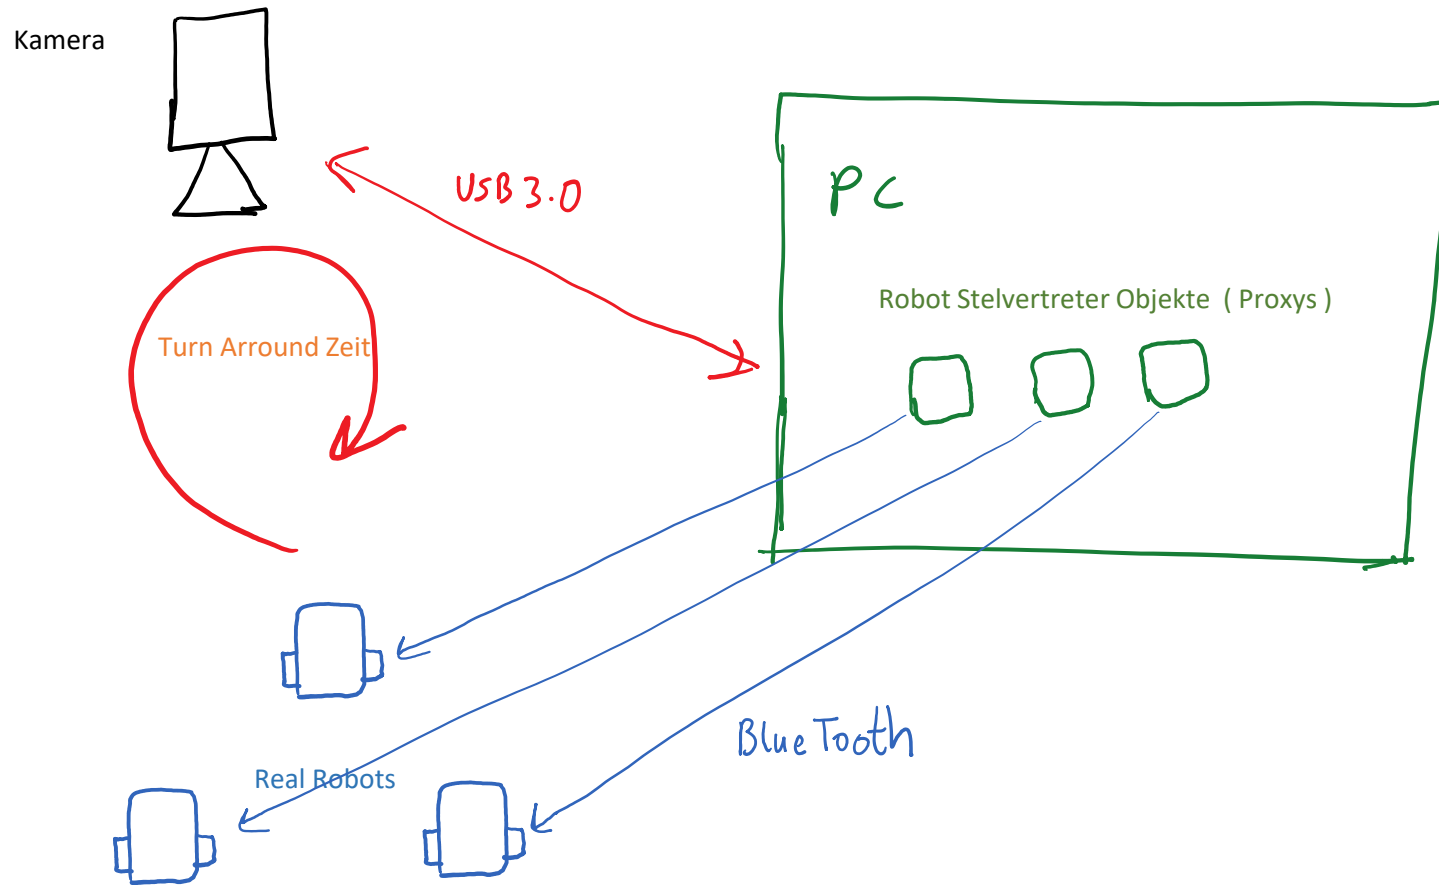 Kamera
USB 3.0
PC
Robot Stelvertreter Objekte ( Proxys )
Turn Arround Zeit
BlueTooth
Real Robots